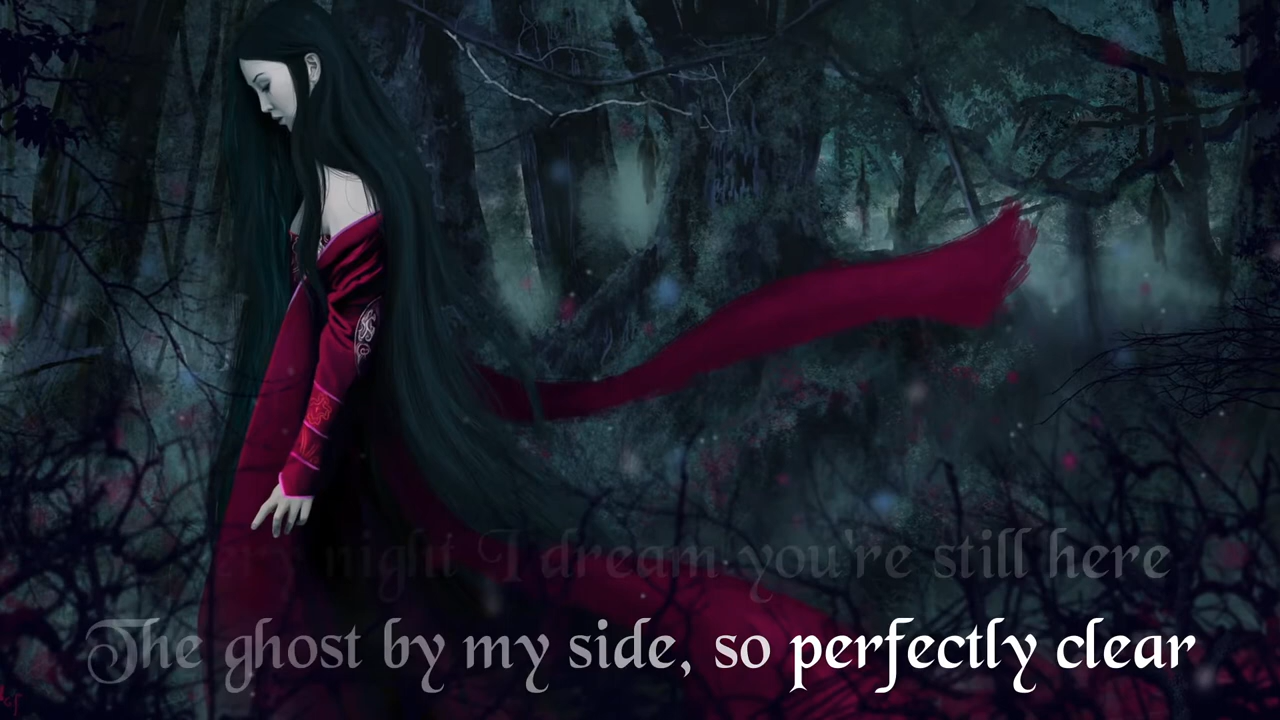 night I dream you're still here
The ghost by my side, so perfectly clear